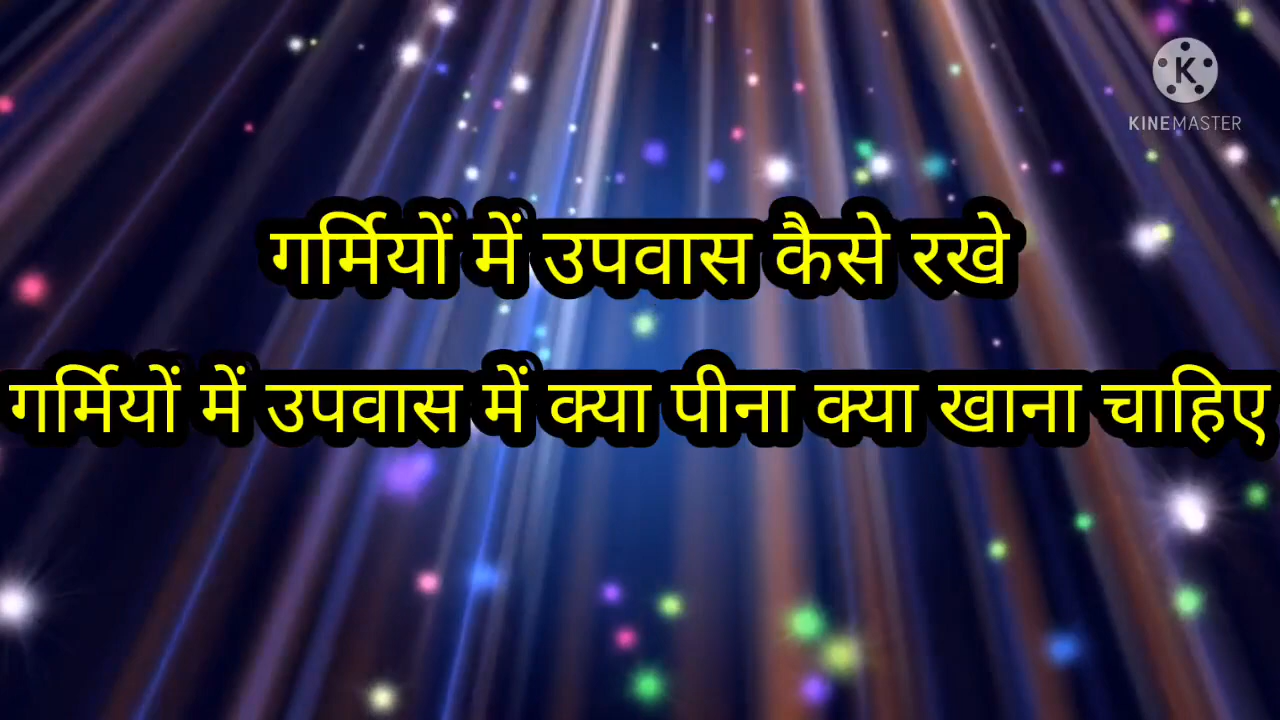 KINEMASTER
गर्मियों में उपवास कैसे रखे
गर्मियों में उपवास में क्या पीना क्या खाना चाहिए